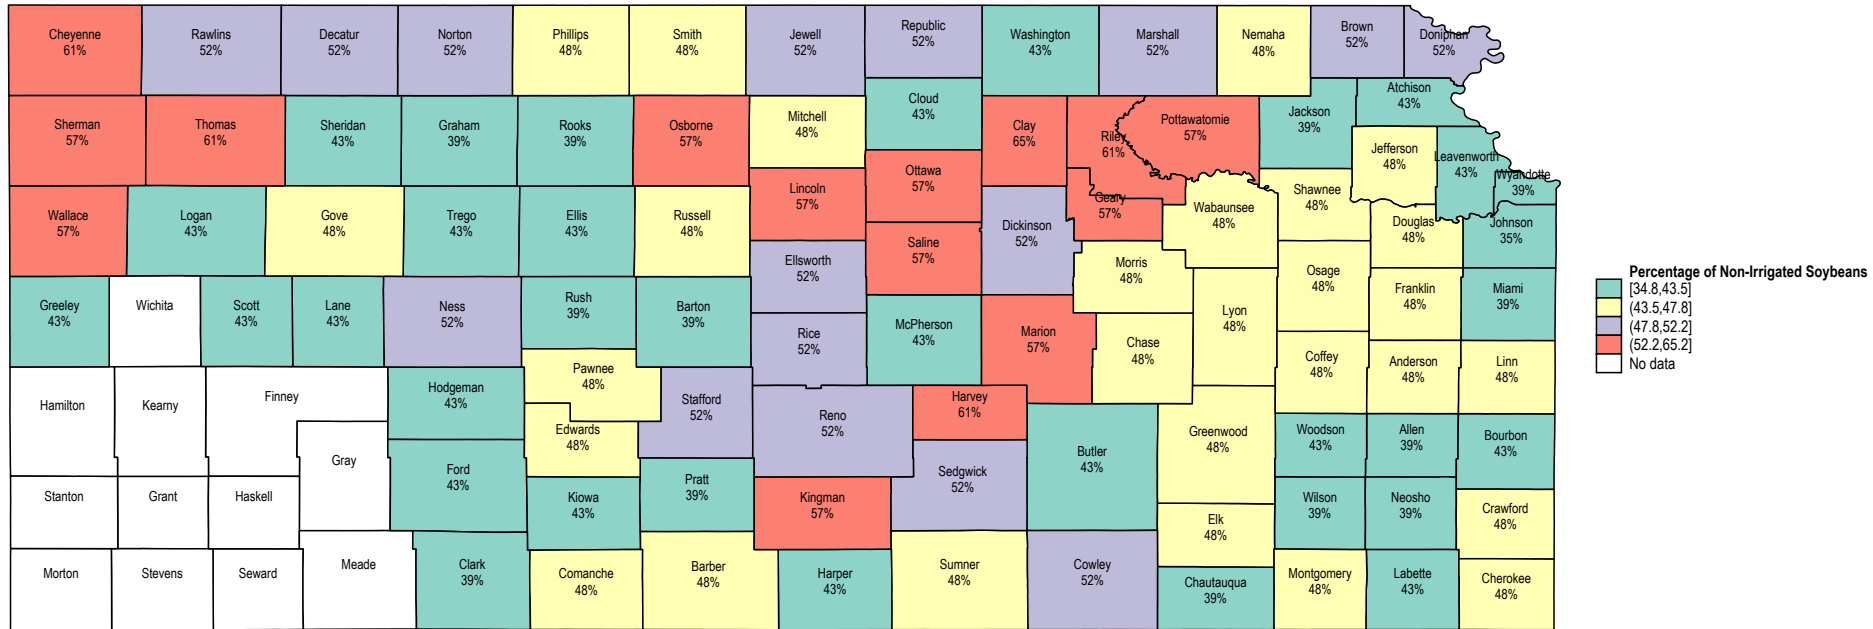 Cheyenne
61%
Rawlins
52%
Decatur
52%
Norton
52%
Phillips
48%
Smith
48%
Jewell
52%
Republic
52%
Washington
43%
Marshall
52%
Nemaha
48%
Brown
52%
Doniphan
52%
Sherman
57%
Thomas
61%
Sheridan
43%
Graham
39%
Rooks
39%
Osborne
57%
Mitchell
48%
Cloud
43%
Clay
65%
Riley
61%
Pottawatomie
57%
Jackson
39%
Atchison
43%
Jefferson
48%
Leavenworth
43%
Wyandotte
39%
Wallace
57%
Logan
43%
Gove
48%
Trego
43%
Ellis
43%
Russell
48%
Lincoln
57%
Ottawa
57%
Saline
57%
Dickinson
52%
Geary
57%
Wabaunsee
48%
Shawnee
48%
Douglas
48%
Johnson
35%
Ellsworth
52%
Morris
48%
Osage
48%
Franklin
48%
Miami
39%
Greeley
43%
Wichita
Scott
43%
Lane
43%
Ness
52%
Rush
39%
Barton
39%
Rice
52%
McPherson
43%
Marion
57%
Chase
48%
Lyon
48%
Coffey
48%
Anderson
48%
Linn
48%
Percentage of Non-Irrigated Soybeans
[34.8,43.5]
(43.5,47.8]
(47.8,52.2]
(52.2,65.2]
No data
Hamilton
Kearny
Finney
Hodgeman
43%
Pawnee
48%
Stafford
52%
Reno
52%
Harvey
61%
Gray
Edwards
48%
Butler
43%
Greenwood
48%
Woodson
43%
Allen
39%
Bourbon
43%
Stanton
Grant
Haskell
Ford
43%
Kiowa
43%
Pratt
39%
Kingman
57%
Sedgwick
52%
Elk
48%
Wilson
39%
Neosho
39%
Crawford
48%
Morton
Stevens
Seward
Meade
Clark
39%
Comanche
48%
Barber
48%
Harper
43%
Sumner
48%
Cowley
52%
Chautauqua
39%
Montgomery
48%
Labette
43%
Cherokee
48%